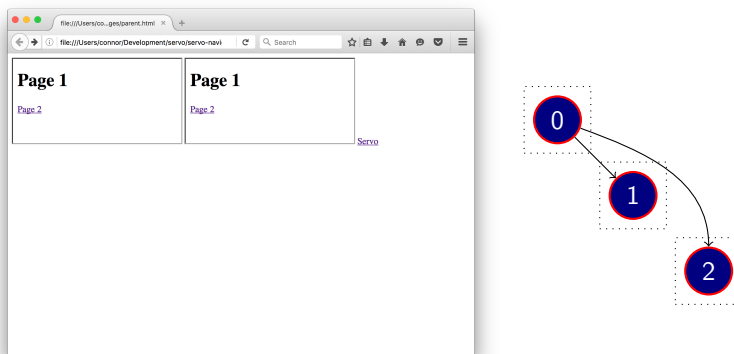 file:///Users/co...ges/parent.html
file:///Users/connor/Development/servo/servo-navi
Search
Page 1
Page 2
Page 1
Page 2
Servo
0
1
2